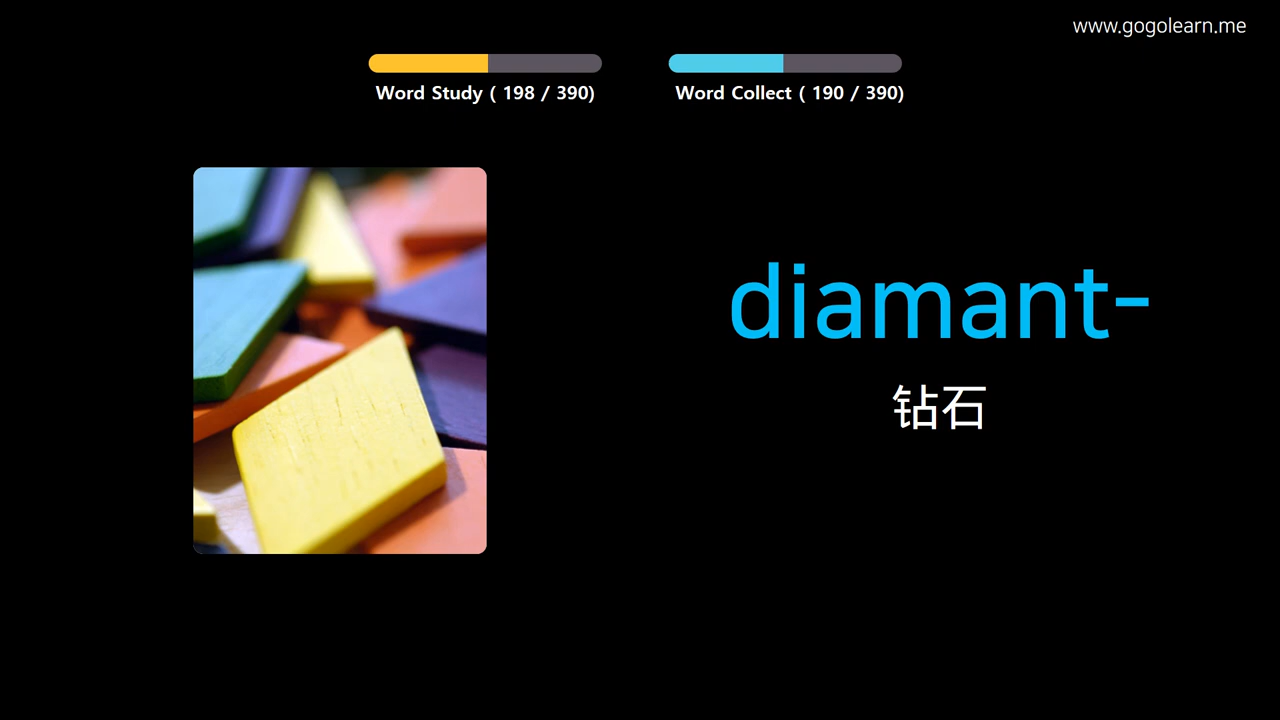 www.gogolearn.me
Word Study ( 198 / 390)
Word Collect ( 190 / 390)
diamant-
钻石